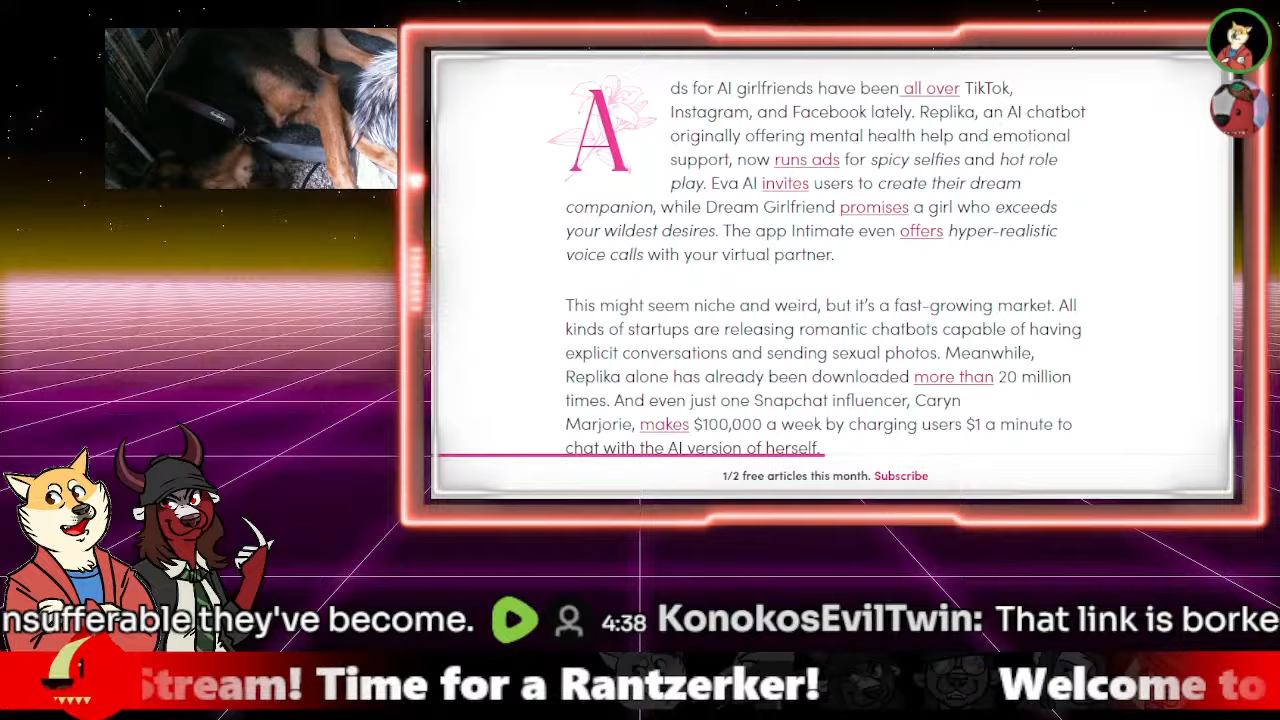 Ads for AI girlfriends have been all over TikTok,
Instagram, and Facebook lately. Replika, an AI chatbot
originally offering mental health help and emotional
support, now runs ads for spicy selfies and hot role
play. Eva AI invites users to create their dream
companion, while Dream Girlfriend promises a girl who exceeds
your wildest desires. The app Intimate even offers hyper-realistic
voice calls with your virtual partner.
This might seem niche and weird, but it's a fast-growing market. All
kinds of startups are releasing romantic chatbots capable of having
explicit conversations and sending sexual photos. Meanwhile,
Replika alone has already been downloaded more than 20 million
times. And even just one Snapchat influencer, Caryn
Marjorie, makes $100,000 a week by charging users $1 a minute to
chat with the AI version of herself.
1/2 free articles this month. Subscribe
nsufferable they've become. 4:38 KonokosEvilTwin: That link is borke
Stream! Time for a Rantzerker! Welcome to